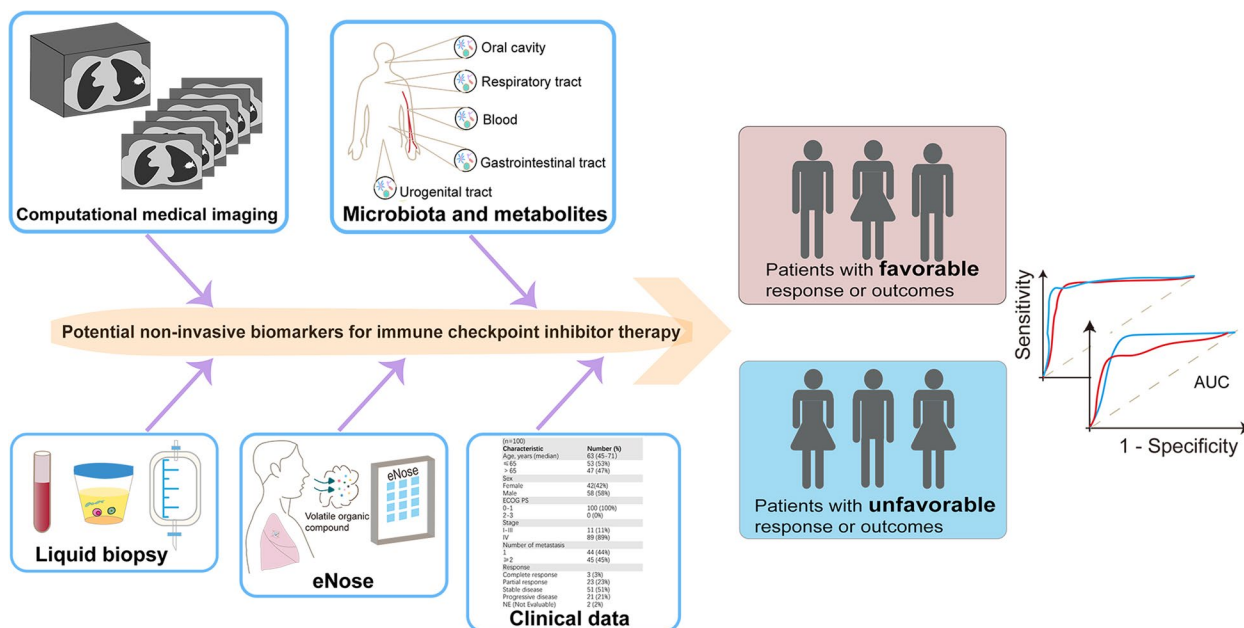 Computational medical imaging
Oral cavity
Respiratory tract
Blood
Gastrointestinal tract
Urogenital tract
Microbiota and metabolites
Potential non-invasive biomarkers for immune checkpoint inhibitor therapy
Liquid biopsy
Volatile organic
compound
eNose
eNose
(n=100)
Characteristic Number (%)
Age, years (median) 63 (45-71)
≤65 53 (53%)
>65 47 (47%)
Sex
Female 42(42%)
Male 58 (58%)
ECOG PS
0-1 100 (100%)
2-3 0 (0%)
Stage
I-III 11 (11%)
IV 89 (89%)
Number of metastasis
1 44 (44%)
≥2 45 (45%)
Response
Complete response 3 (3%)
Partial response 23 (23%)
Stable disease 51 (51%)
Progressive disease 21 (21%)
NE (Not Evaluable) 2 (2%)
Clinical data
Patients with favorable
response or outcomes
Patients with unfavorable
response or outcomes
Sensitivity
AUC
1 - Specificity